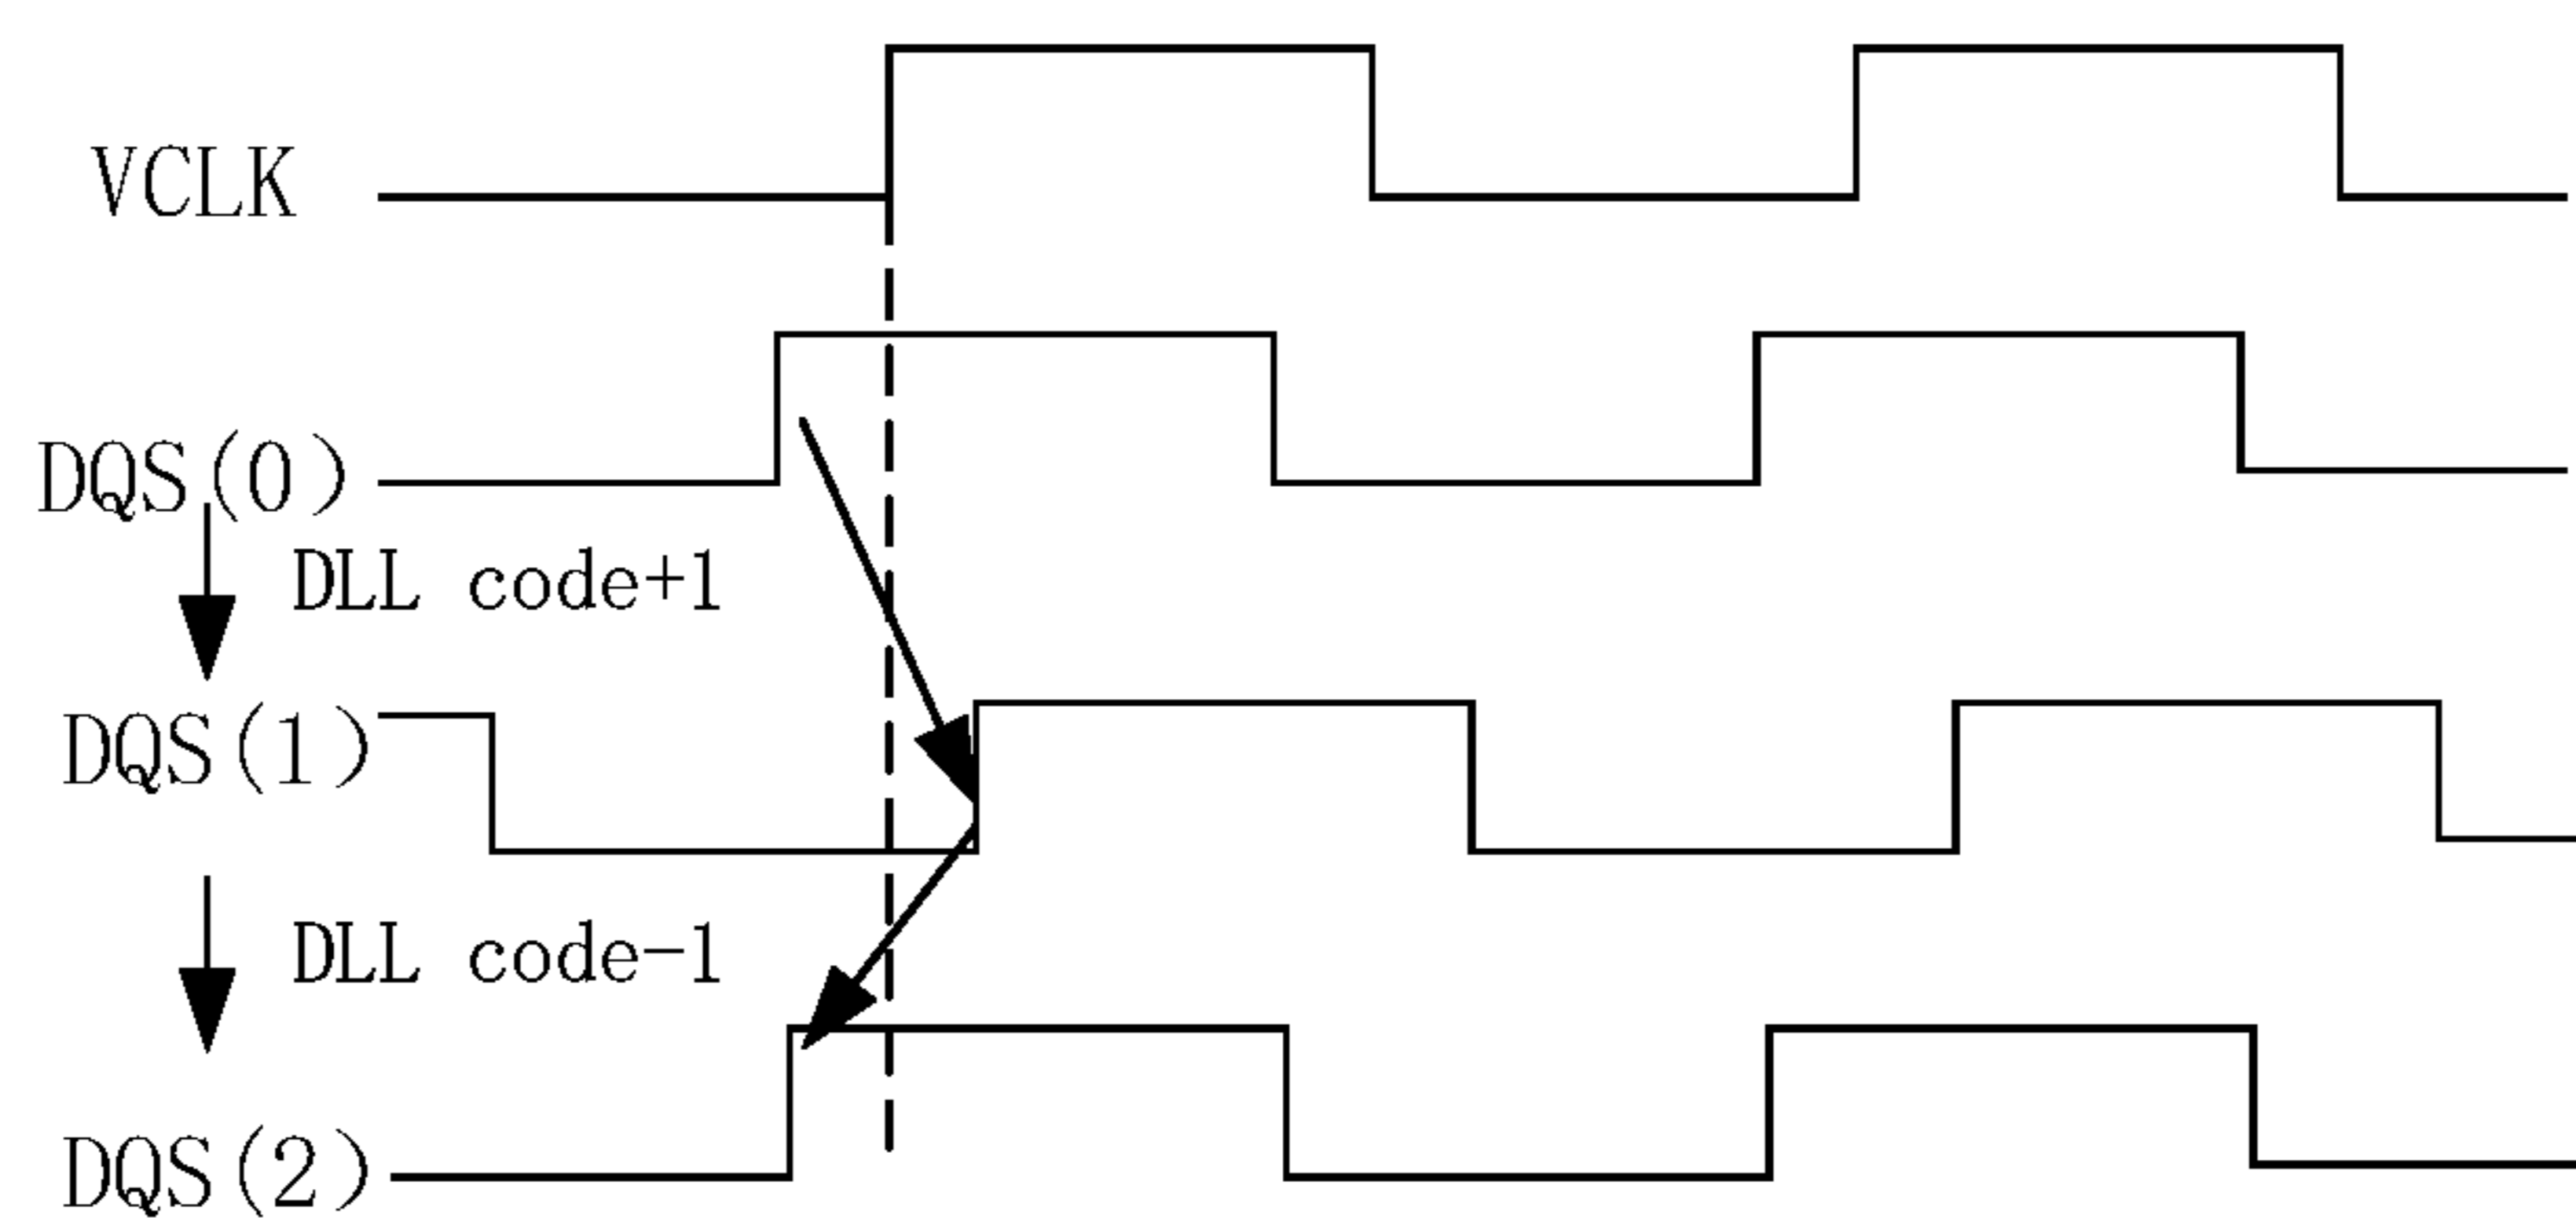 VCLK
DQS(0)
DLL code+1
DQS(1)
DLL code-1
DQS(2)